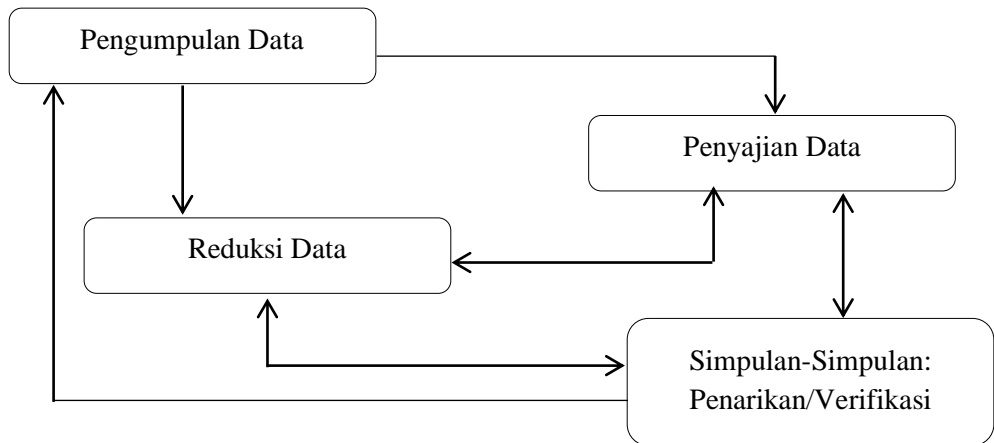 Pengumpulan Data
Penyajian Data
Reduksi Data
Simpulan-Simpulan:
Penarikan/Verifikasi